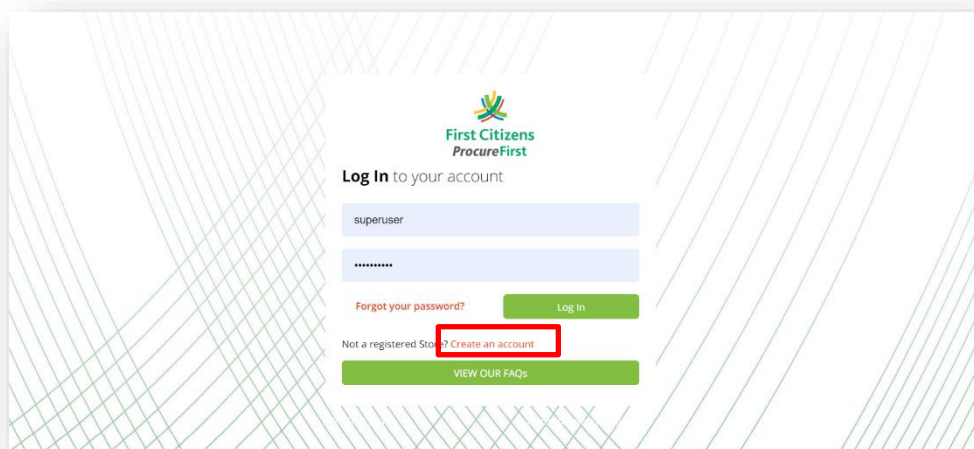 First Citizens
ProcureFirst
Log In to your account
superuser
••••••••••
Forgot your password?
Log In
Not a registered Store? Create an account
VIEW OUR FAQs